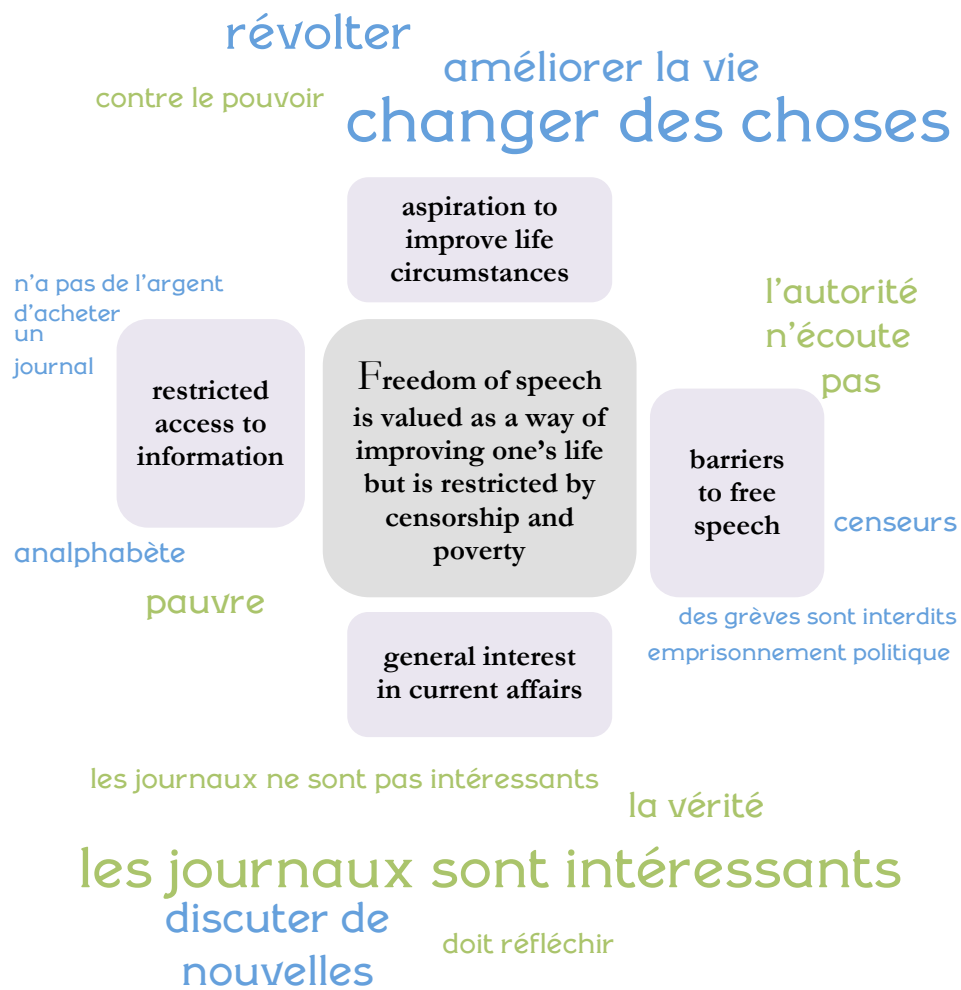 révolter
améliorer la vie
contre le pouvoir
changer des choses
aspiration to
improve life
circumstances
n'a pas de l'argent
d'acheter
un
journal
l'autorité
n'écoute
pas
restricted
access to
information
Freedom of speech
is valued as a way of
improving one’s life
but is restricted by
censorship and
poverty
barriers
to free
speech
censeurs
analphabète
pauvre
des grèves sont interdits
emprisonnement politique
general interest
in current affairs
les journaux ne sont pas intéressants
la vérité
les journaux sont intéressants
discuter de
nouvelles
doit réfléchir